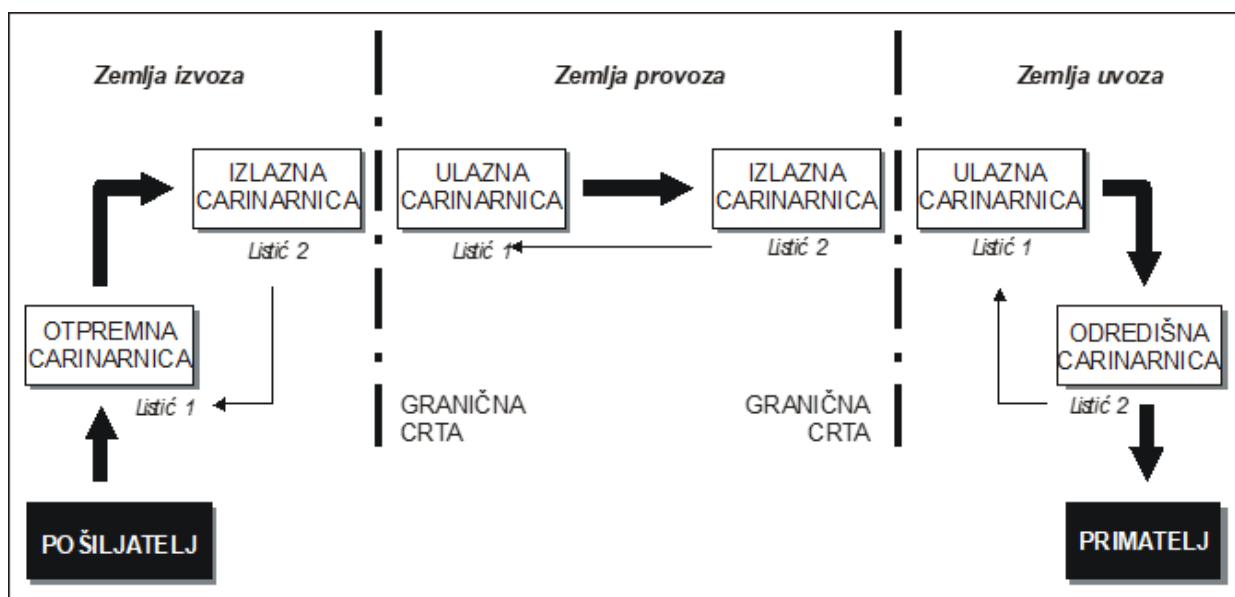 Zemlja izvoza
Zemlja provoza
Zemlja uvoza
IZLAZNA
CARINARNICA
Listić 2
ULAZNA
CARINARNICA
Listić 1
IZLAZNA
CARINARNICA
Listić 2
ULAZNA
CARINARNICA
Listić 1
OTPREMNA
CARINARNICA
Listić 1
GRANIČNA
CRTA
GRANIČNA
CRTA
ODREDIŠNA
CARINARNICA
Listić 2
POŠILJATELJ
PRIMATELJ